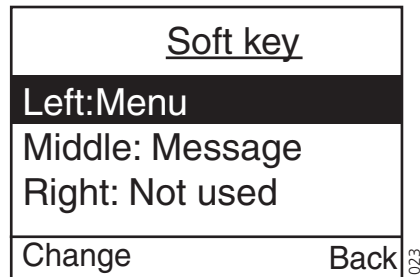 Soft key
Left:Menu
Middle: Message
Right: Not used
Change Back
023